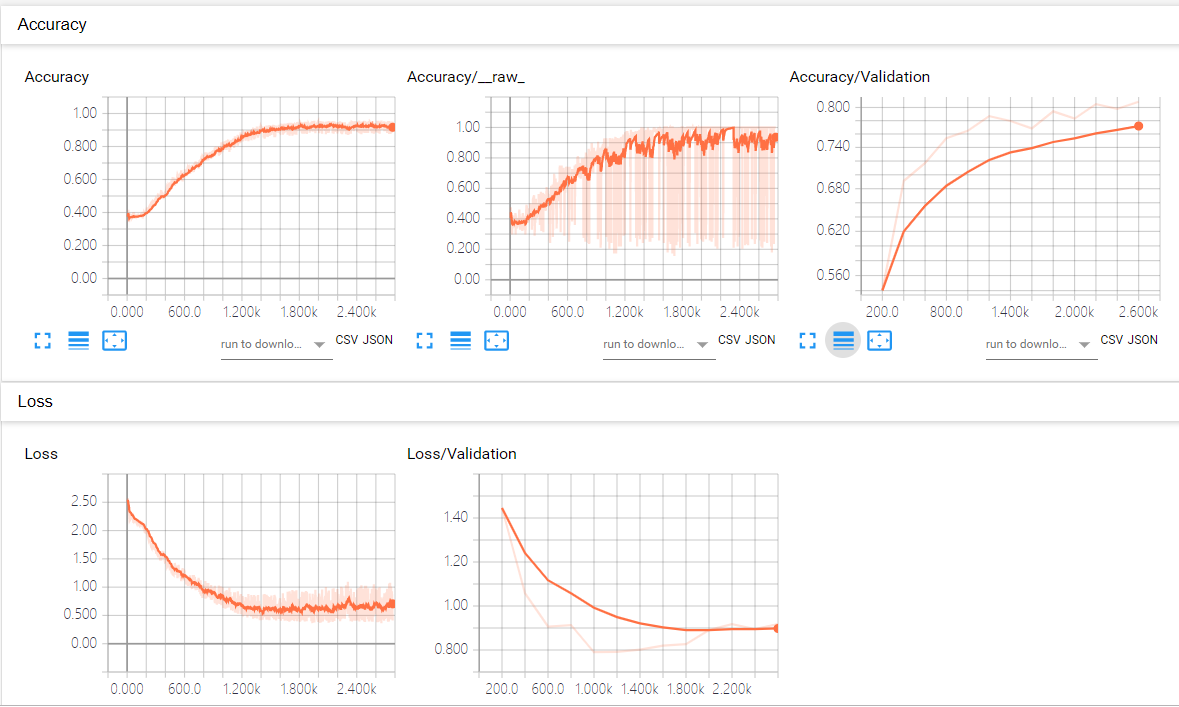 Accuracy
Accuracy
Accuracy/__raw_
Accuracy/Validation
1.00
0.800
0.600
0.400
0.200
0.00
0.000 600.0 1.200k 1.800k 2.400k
run to downlo... CSV JSON
1.00
0.800
0.600
0.400
0.200
0.00
0.000 600.0 1.200k 1.800k 2.400k
run to downlo... CSV JSON
0.800
0.740
0.680
0.620
0.560
200.0 800.0 1.400k 2.000k 2.600k
run to downlo... CSV JSON
Loss
Loss
Loss/Validation
2.50
2.00
1.50
1.00
0.500
0.00
0.000 600.0 1.200k 1.800k 2.400k
1.40
1.20
1.00
0.800
200.0 600.0 1.000k 1.400k 1.800k 2.200k